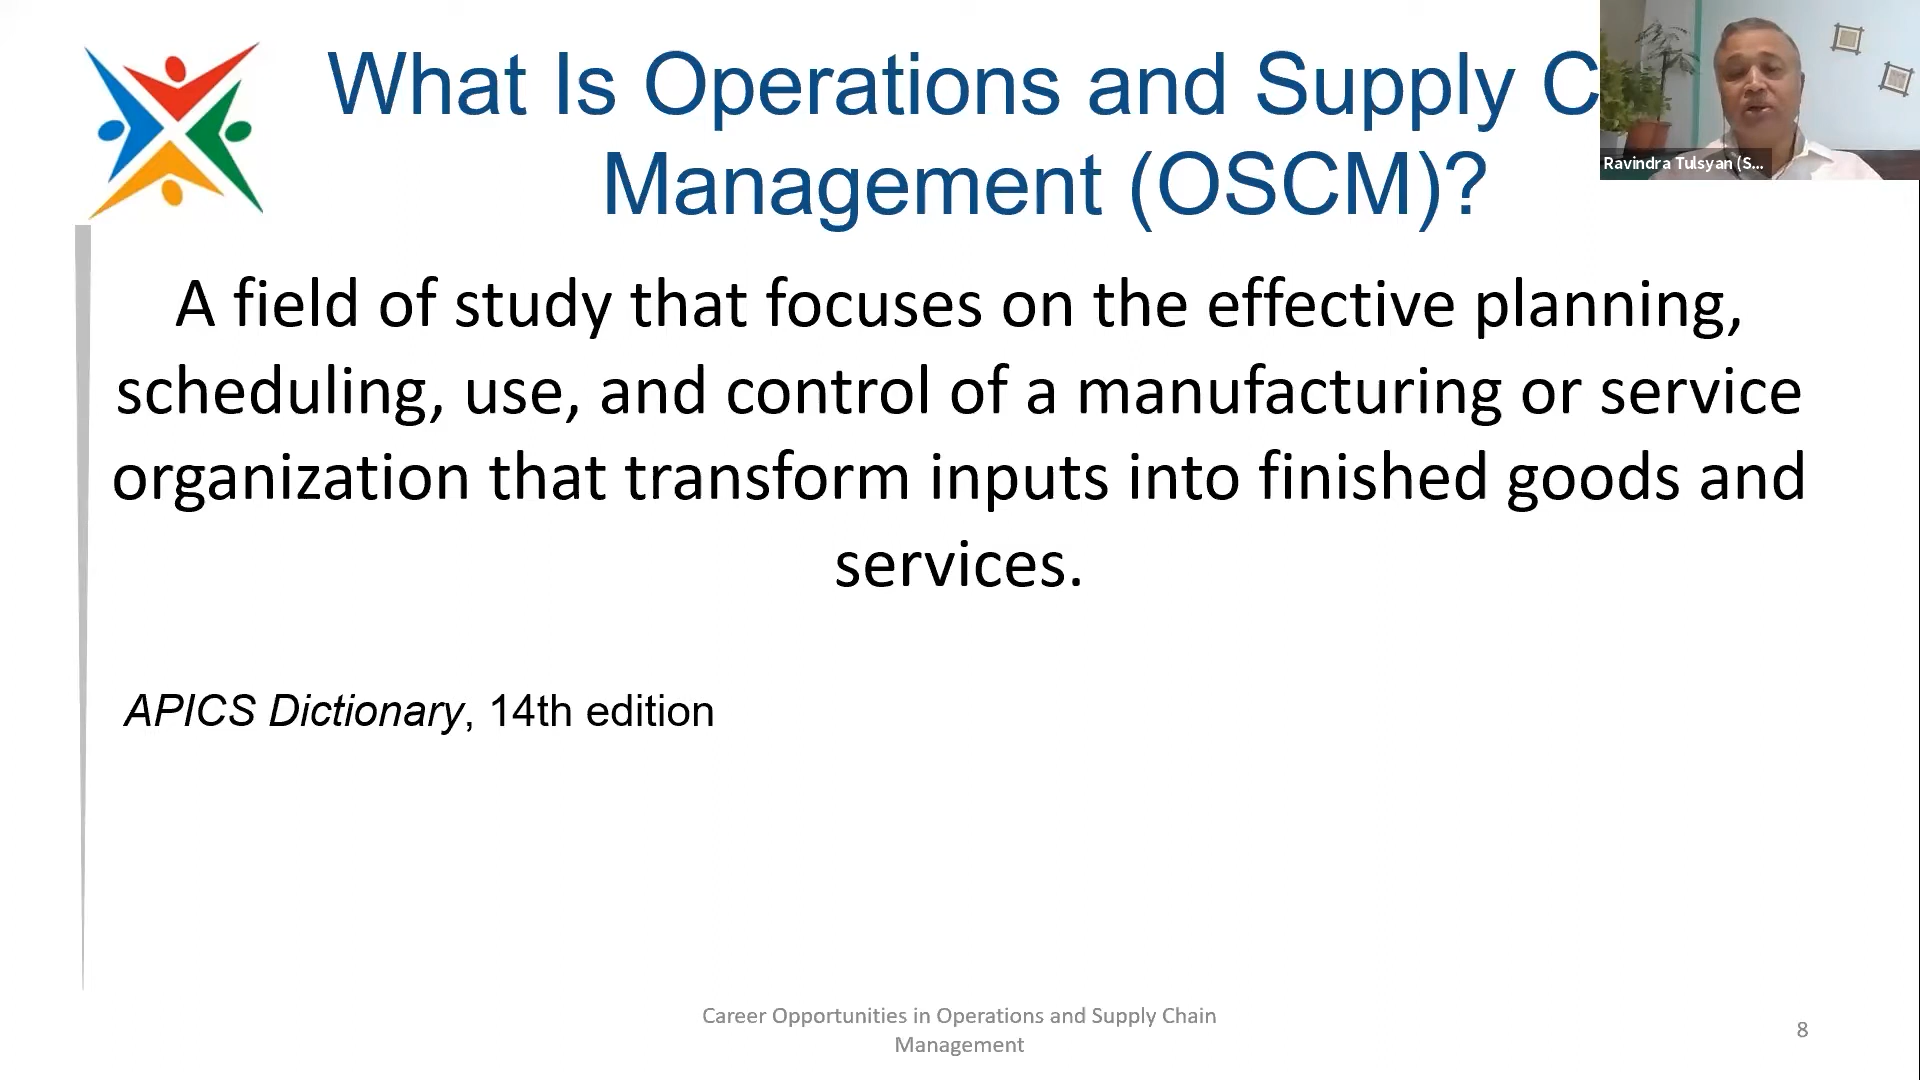 What Is Operations and Supply C
Management (OSCM)?
Ravindra Tulsyan (S...
A field of study that focuses on the effective planning,
scheduling, use, and control of a manufacturing or service
organization that transform inputs into finished goods and
services.
APICS Dictionary, 14th edition
Career Opportunities in Operations and Supply Chain
Management
8